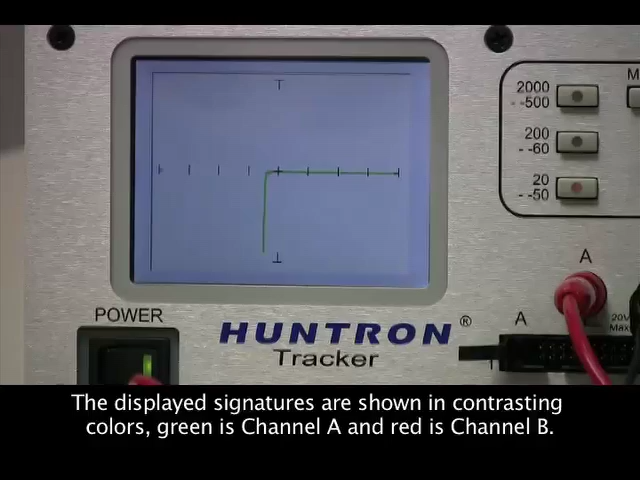 2000
--500
M
200
--60
20
--50
A
POWER
HUNTRON®
Tracker
A
20V
Max
The displayed signatures are shown in contrasting
colors, green is Channel A and red is Channel B.